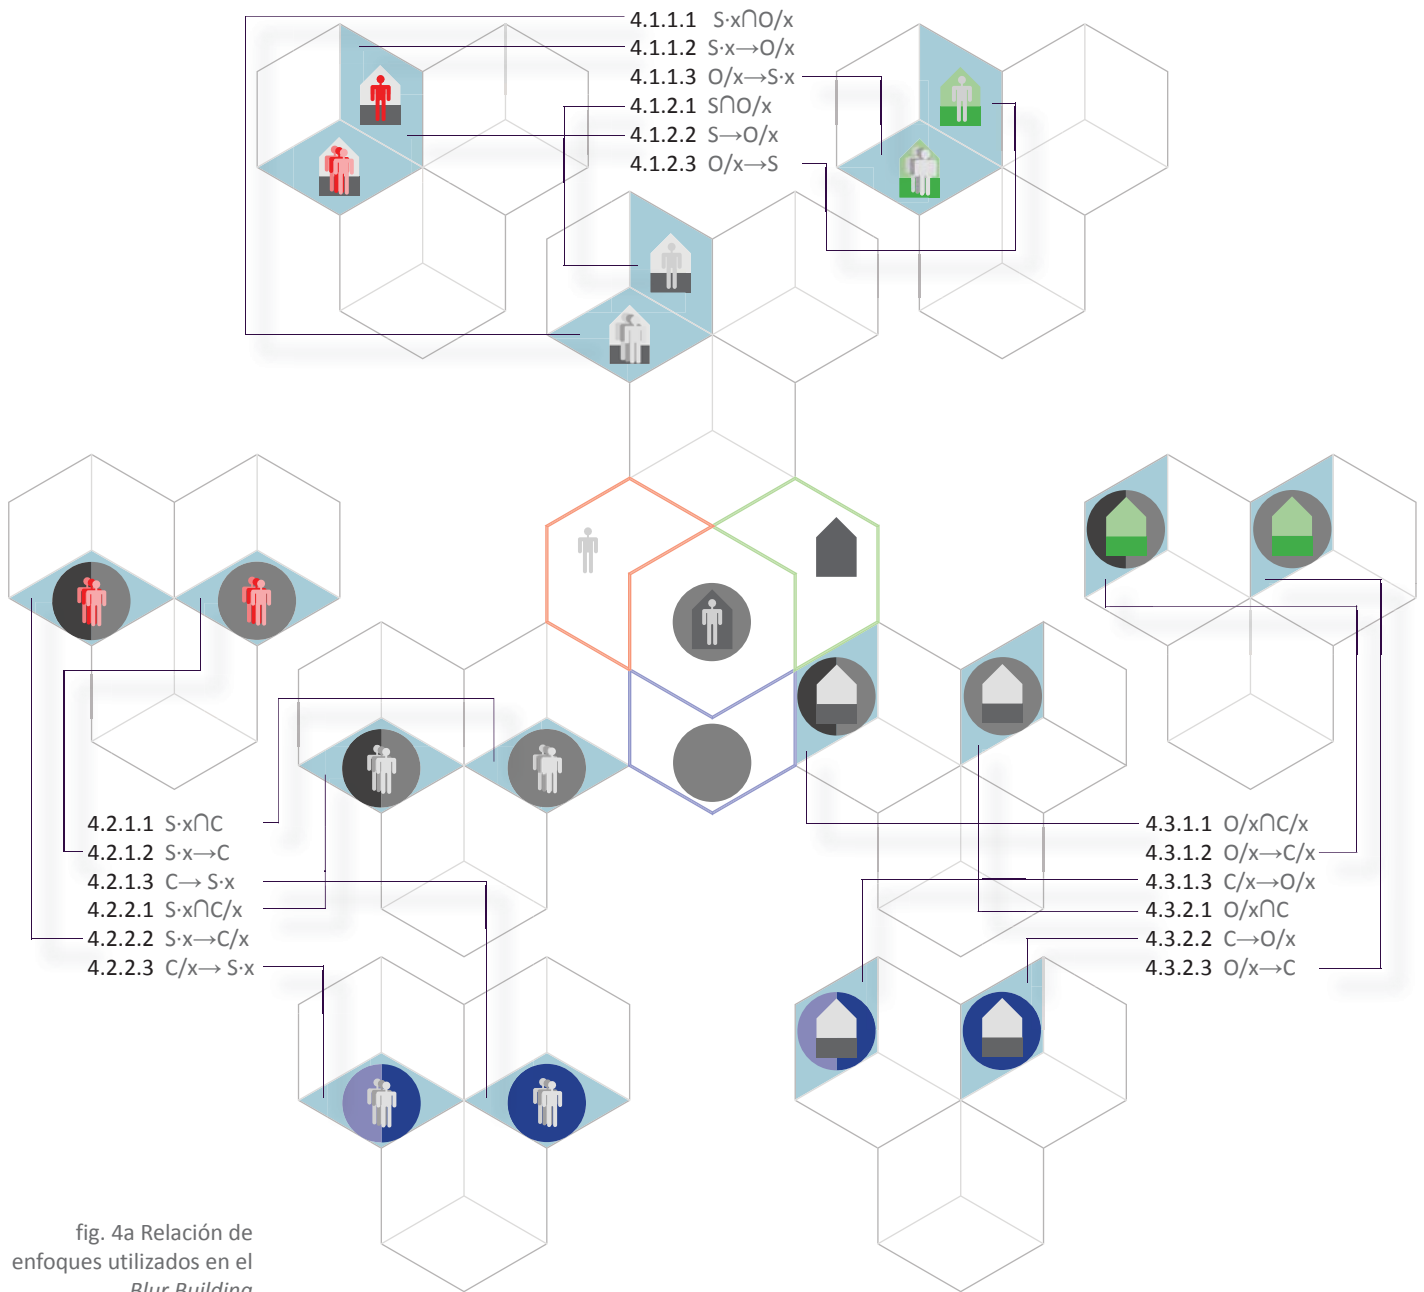 4.1.1.1 S·x∩O/x
4.1.1.2 S·x→O/x
4.1.1.3 O/x→S·x
4.1.2.1 S∩O/x
4.1.2.2 S→O/x
4.1.2.3 O/x→S
4.2.1.1 S·x∩C
4.2.1.2 S·x→C
4.2.1.3 C→ S·x
4.2.2.1 S·x∩C/x
4.2.2.2 S·x→C/x
4.2.2.3 C/x→ S·x
4.3.1.1 O/x∩C/x
4.3.1.2 O/x→C/x
4.3.1.3 C/x→O/x
4.3.2.1 O/x∩C
4.3.2.2 C→O/x
4.3.2.3 O/x→C
fig. 4a Relación de
enfoques utilizados en el
Blur Building